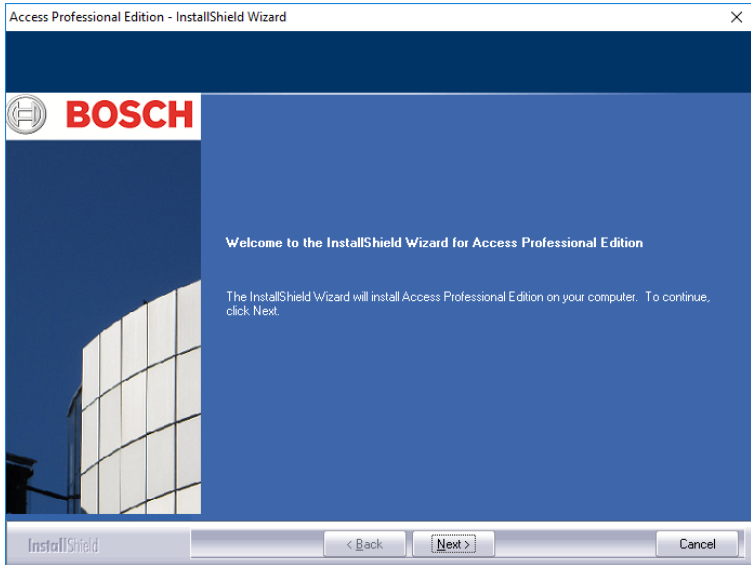 Access Professional Edition - InstallShield Wizard
BOSCH
Welcome to the InstallShield Wizard for Access Professional Edition
The InstallShield Wizard will install Access Professional Edition on your computer. To continue,
click Next.
InstallShield
< Back
Next >
Cancel